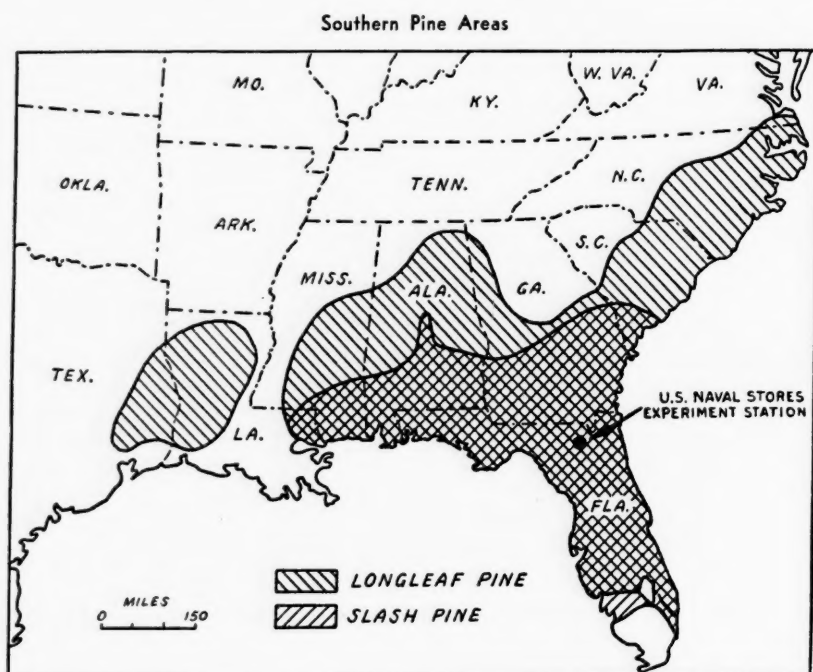 Southern Pine Areas
MO.
KY.
W. VA.
VA.
OKLA.
ARK.
TENN.
N.C.
S.C.
MISS.
ALA.
GA.
TEX.
LA.
U.S. NAVAL STORES
EXPERIMENT STATION
FLA.
MILES
0 150
LONGLEAF PINE
SLASH PINE